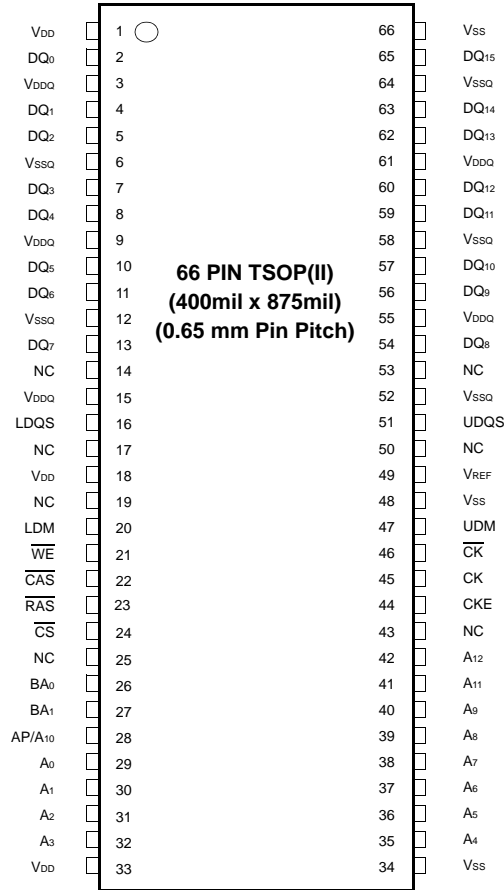 VDD 1 66 VSS
DQ0 2 65 DQ15
VDDQ 3 64 VSSQ
DQ1 4 63 DQ14
DQ2 5 62 DQ13
VSSQ 6 61 VDDQ
DQ3 7 60 DQ12
DQ4 8 59 DQ11
VDDQ 9 58 VSSQ
DQ5 10 57 DQ10
DQ6 11 56 DQ9
VSSQ 12 55 VDDQ
DQ7 13 54 DQ8
NC 14 53 NC
VDDQ 15 52 VSSQ
LDQS 16 51 UDQS
NC 17 50 NC
VDD 18 49 VREF
NC 19 48 VSS
LDM 20 47 UDM
W̅E̅ 21 46 C̅K̅
C̅A̅S̅ 22 45 CK
R̅A̅S̅ 23 44 CKE
C̅S̅ 24 43 NC
NC 25 42 A12
BA0 26 41 A11
BA1 27 40 A9
AP/A10 28 39 A8
A0 29 38 A7
A1 30 37 A6
A2 31 36 A5
A3 32 35 A4
VDD 33 34 VSS
66 PIN TSOP(II)
(400mil x 875mil)
(0.65 mm Pin Pitch)